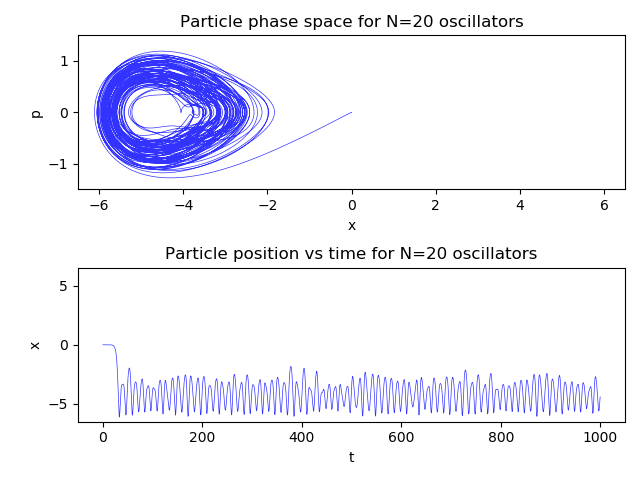 Particle phase space for N=20 oscillators
1
0
−1
p
−6 −4 −2 0 2 4 6
x
Particle position vs time for N=20 oscillators
5
0
−5
x
0 200 400 600 800 1000
t